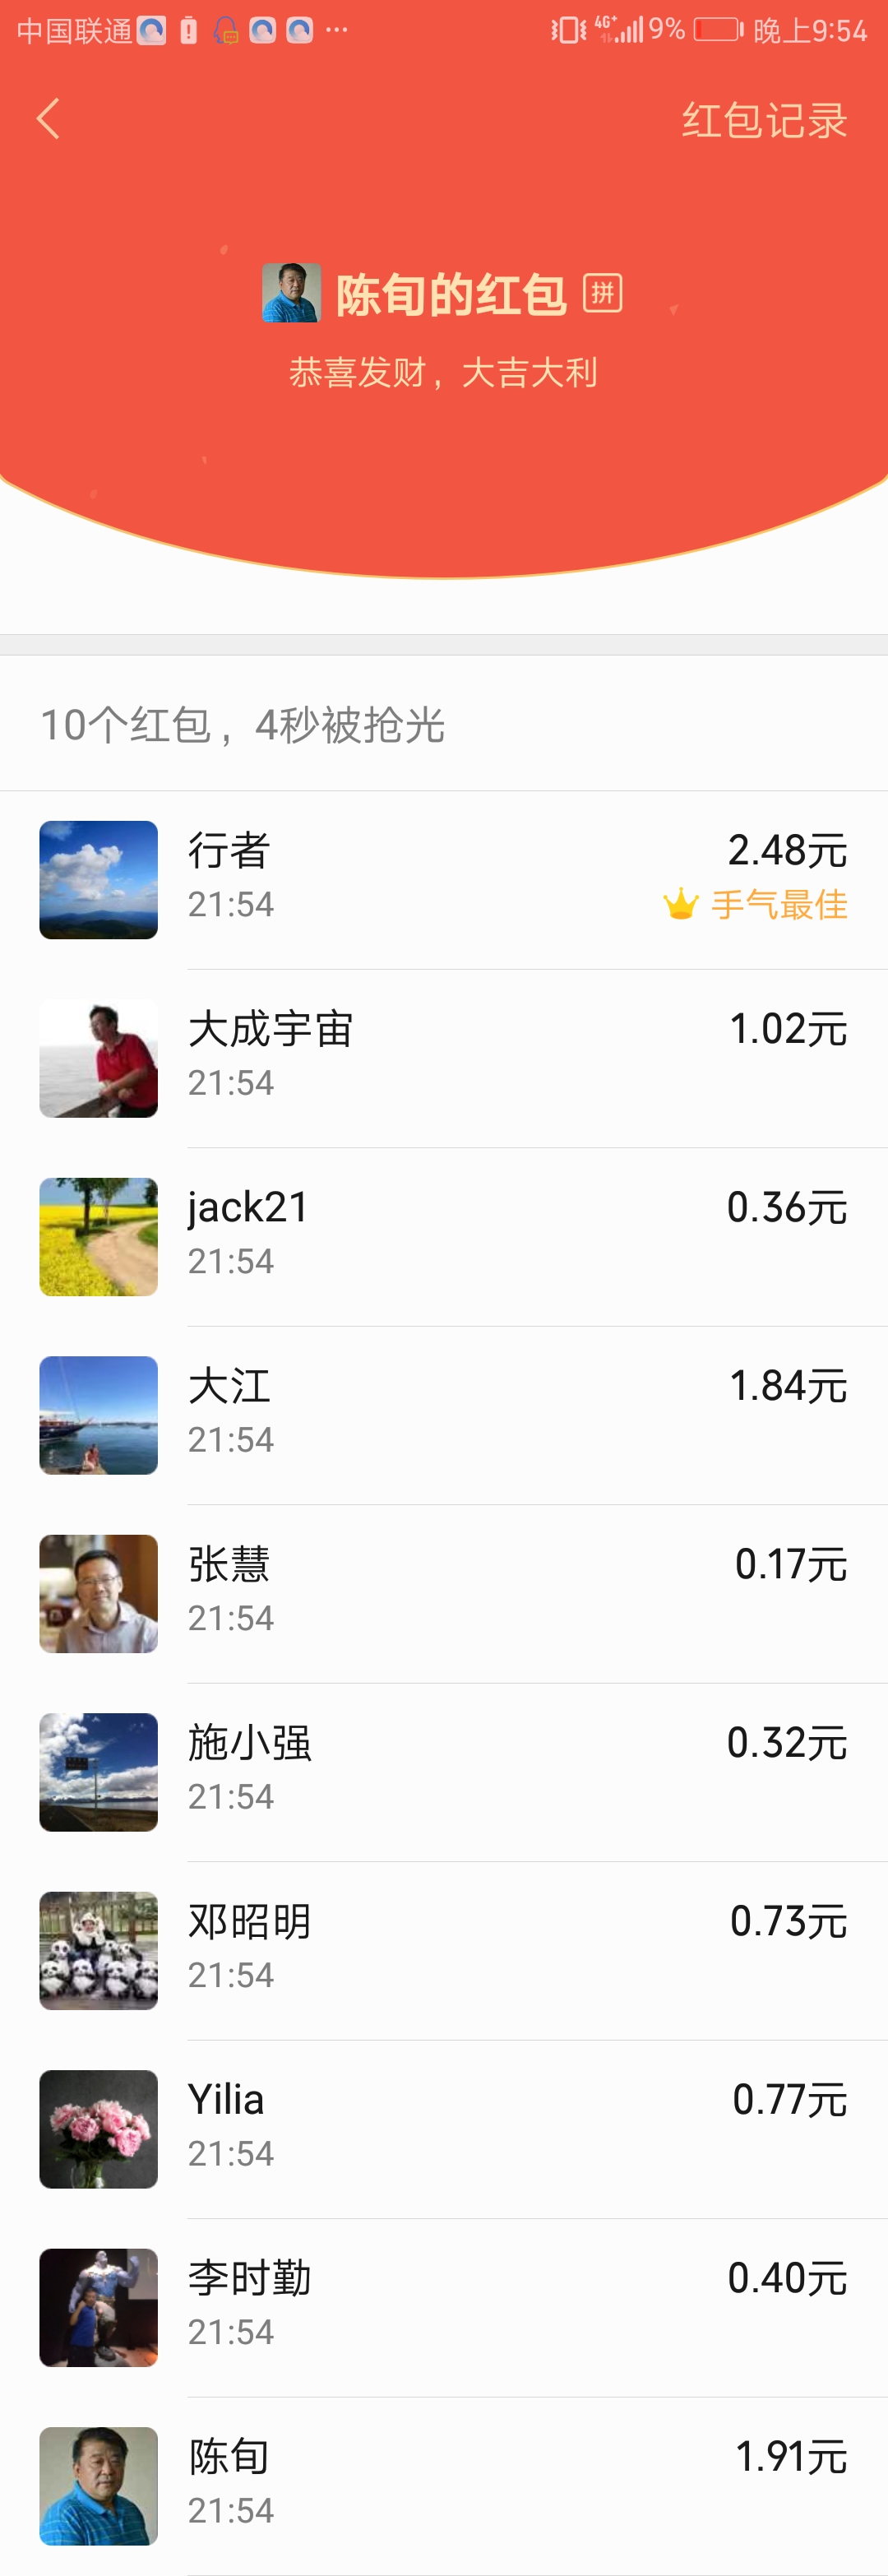 中国联通 ... 4G+ 9% 晚上9:54
红包记录
陈旬的红包 拼
恭喜发财，大吉大利
10个红包，4秒被抢光
行者 2.48元
21:54 手气最佳
大成宇宙 1.02元
21:54
jack21 0.36元
21:54
大江 1.84元
21:54
张慧 0.17元
21:54
施小强 0.32元
21:54
邓昭明 0.73元
21:54
Yilia 0.77元
21:54
李时勤 0.40元
21:54
陈旬 1.91元
21:54